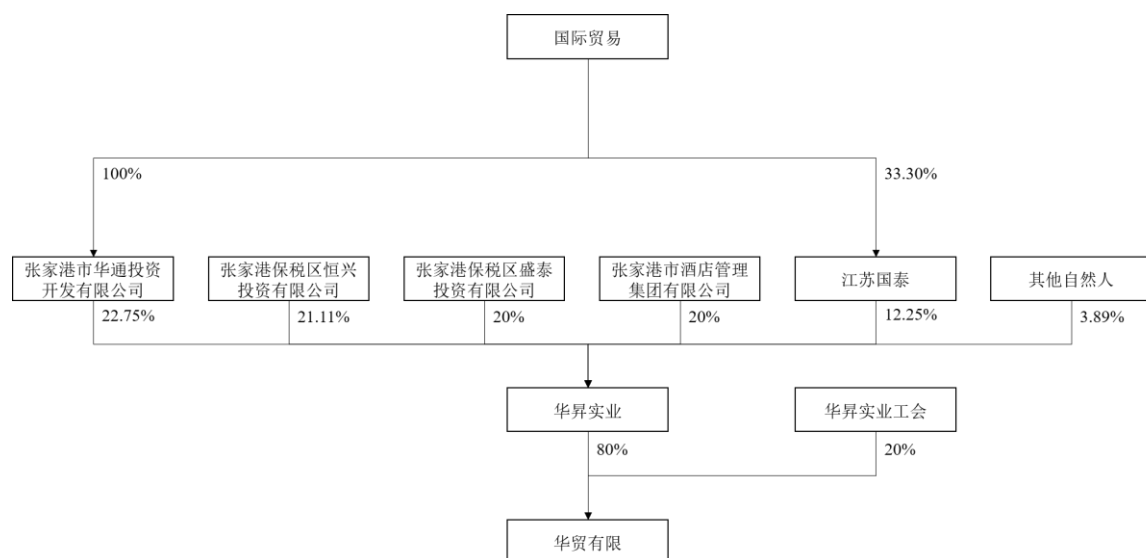 国际贸易
100%
33.30%
张家港市华通投资
开发有限公司
张家港保税区恒兴
投资有限公司
张家港保税区盛泰
投资有限公司
张家港市酒店管理
集团有限公司
江苏国泰
其他自然人
22.75%
21.11%
20%
20%
12.25%
3.89%
华昇实业
华昇实业工会
80%
20%
华贸有限